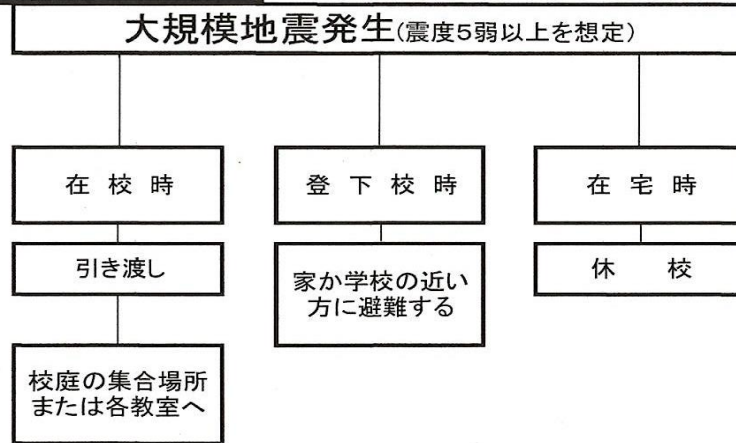 大規模地震発生(震度5弱以上を想定)
在 校 時
登 下 校 時
在 宅 時
引き渡し
家か学校の近い
方に避難する
休 校
校庭の集合場所
または各教室へ